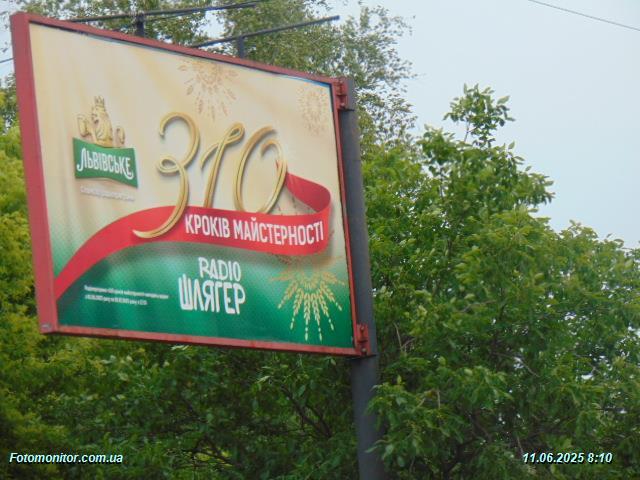 ЛЬВІВСЬКЕ
310
КРОКІВ МАЙСТЕРНОСТІ
RADIO
ШЛЯГЕР
Fotomonitor.com.ua
11.06.2025 8:10